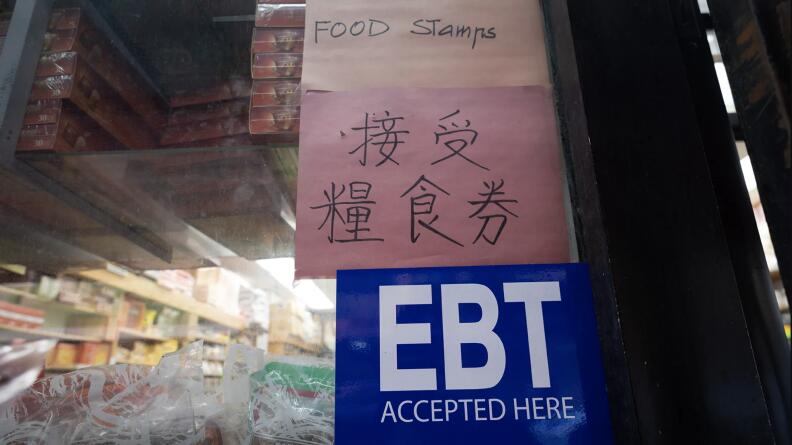 FOOD Stamps
接受
糧食券
EBT
ACCEPTED HERE